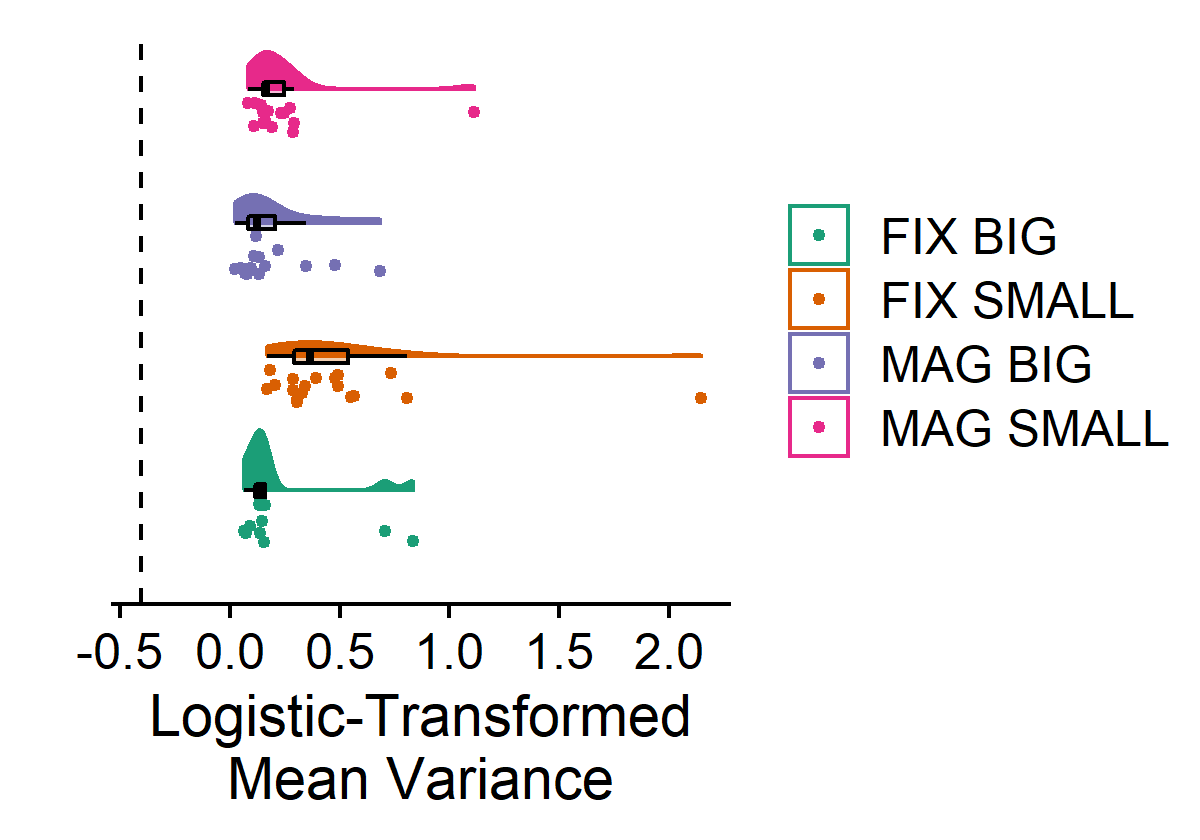 FIX BIG
FIX SMALL
MAG BIG
MAG SMALL
-0.5 0.0 0.5 1.0 1.5 2.0
Logistic-Transformed
Mean Variance